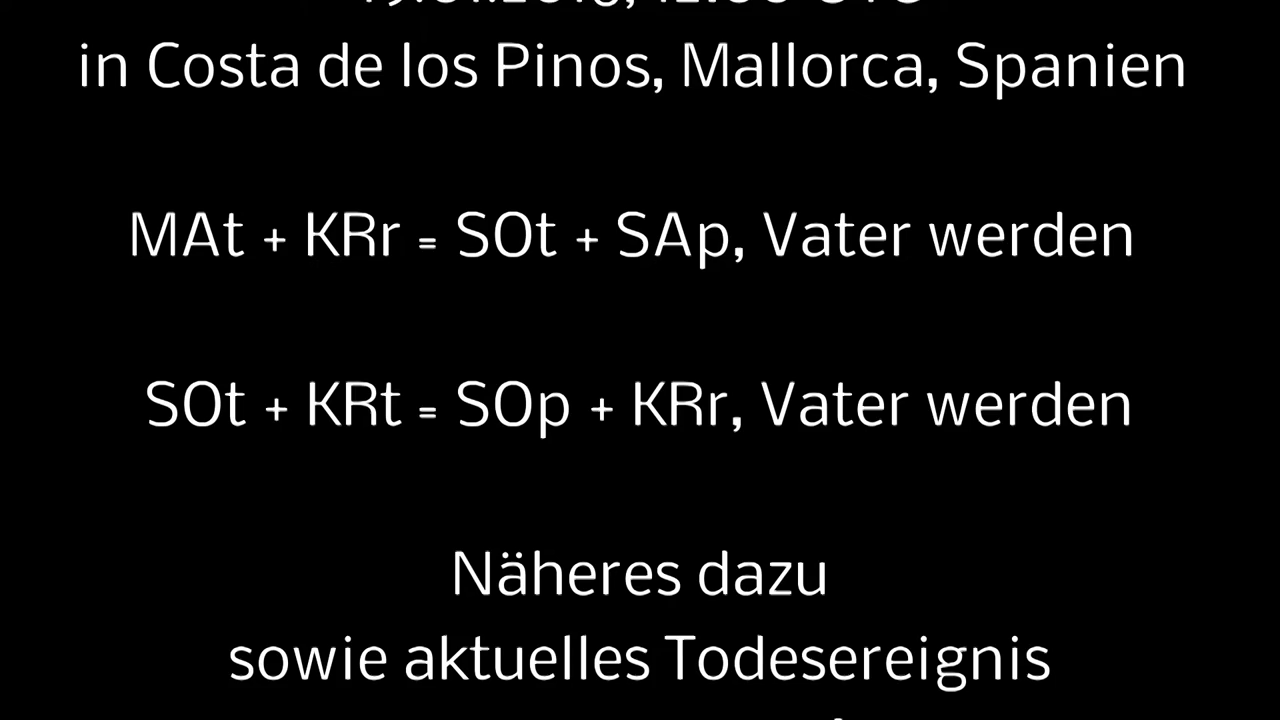 in Costa de los Pinos, Mallorca, Spanien
MAt + KRr = SOt + SAp, Vater werden
SOt + KRt = SOp + KRr, Vater werden
Näheres dazu
sowie aktuelles Todesereignis